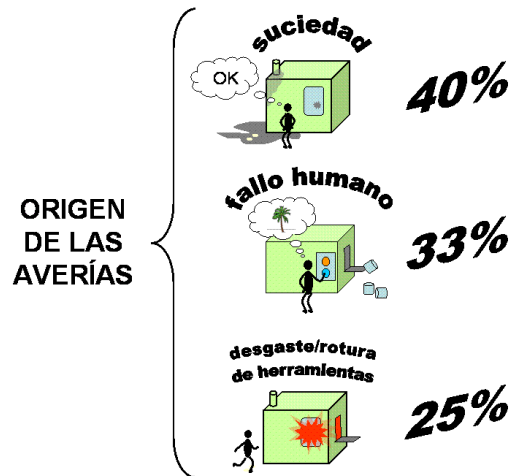 suciedad
OK
40%
fallo humano
33%
ORIGEN
DE LAS
AVERÍAS
desgaste/rotura
de herramientas
25%